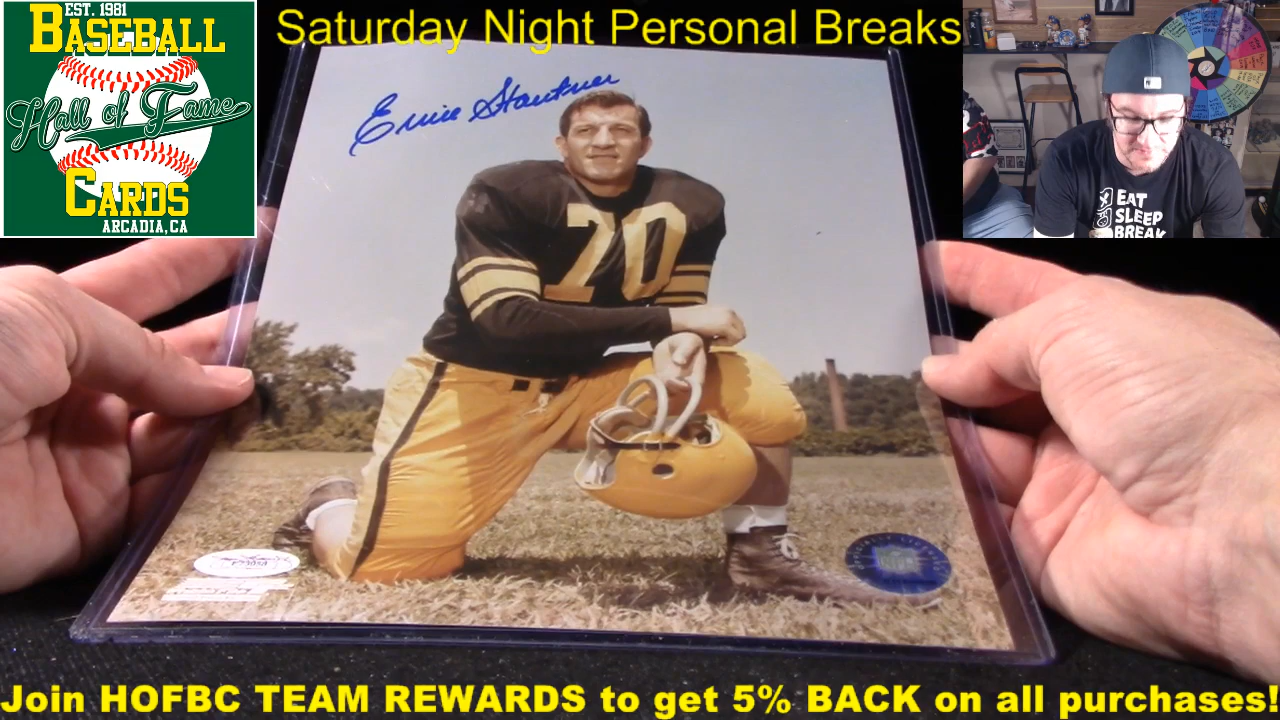 EST. 1981
BASEBALL
Hall of Fame
CARDS
ARCADIA, CA
Saturday Night Personal Breaks
Ernie Stautner
70
EAT
SLEEP
BREAK
Join HOFBC TEAM REWARDS to get 5% BACK on all purchases!